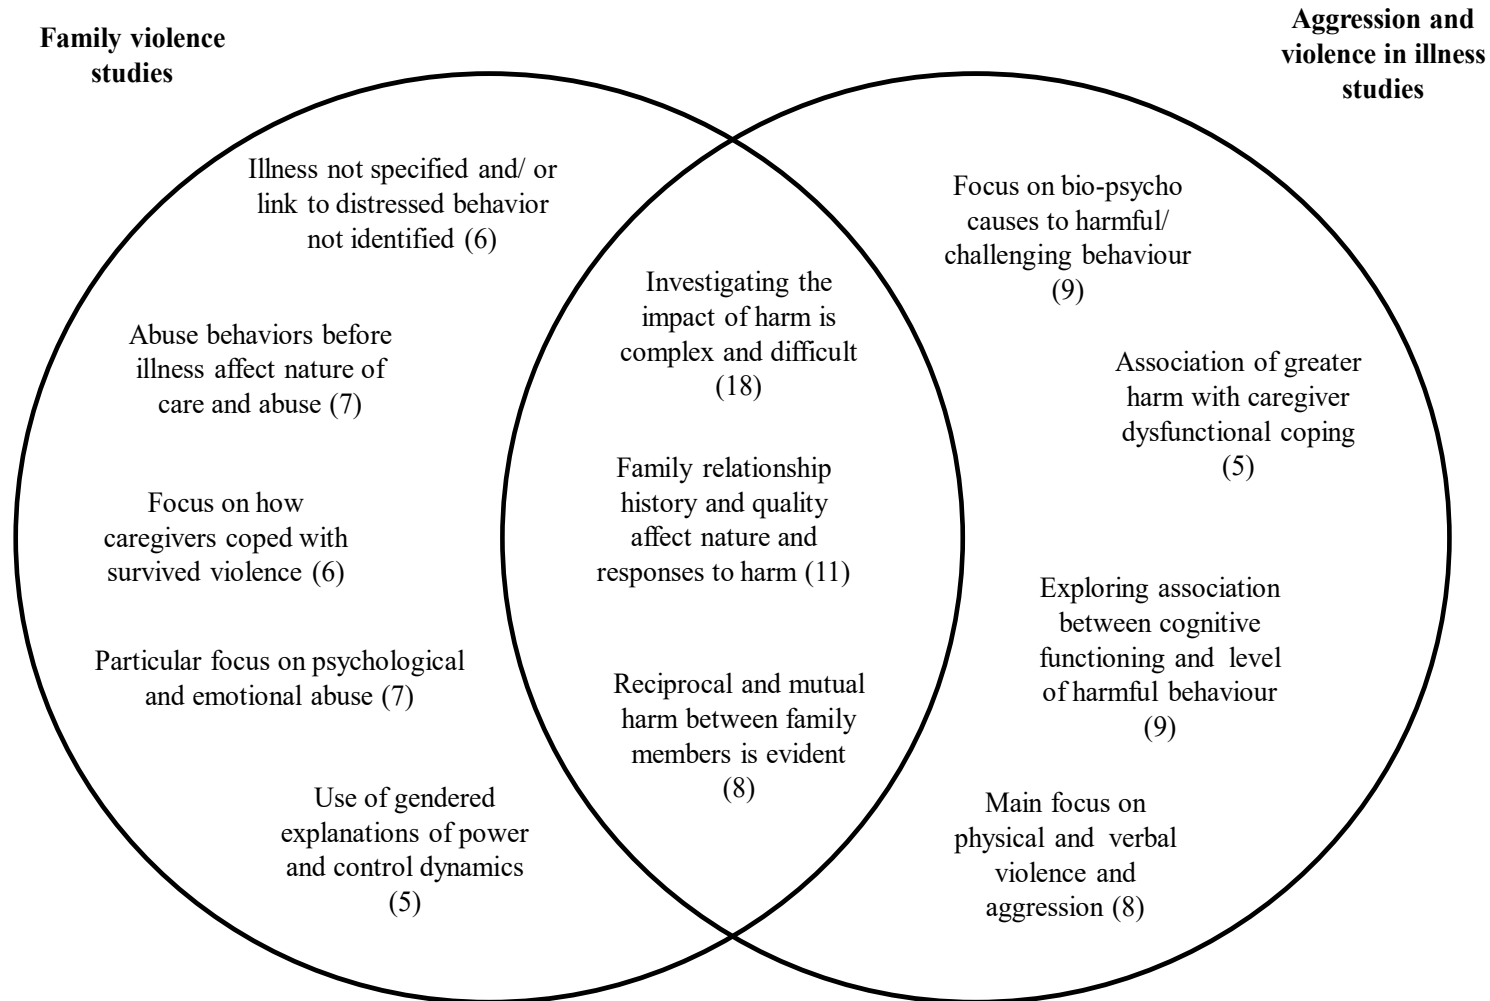 Family violence
studies
Aggression and
violence in illness
studies
Illness not specified and/ or
link to distressed behavior
not identified (6)
Abuse behaviors before
illness affect nature of
care and abuse (7)
Focus on how
caregivers coped with
survived violence (6)
Particular focus on psychological
and emotional abuse (7)
Use of gendered
explanations of power
and control dynamics
(5)
Investigating the
impact of harm is
complex and difficult
(18)
Family relationship
history and quality
affect nature and
responses to harm (11)
Reciprocal and mutual
harm between family
members is evident
(8)
Focus on bio-psycho
causes to harmful/
challenging behaviour
(9)
Association of greater
harm with caregiver
dysfunctional coping
(5)
Exploring association
between cognitive
functioning and level
of harmful behaviour
(9)
Main focus on
physical and verbal
violence and
aggression (8)